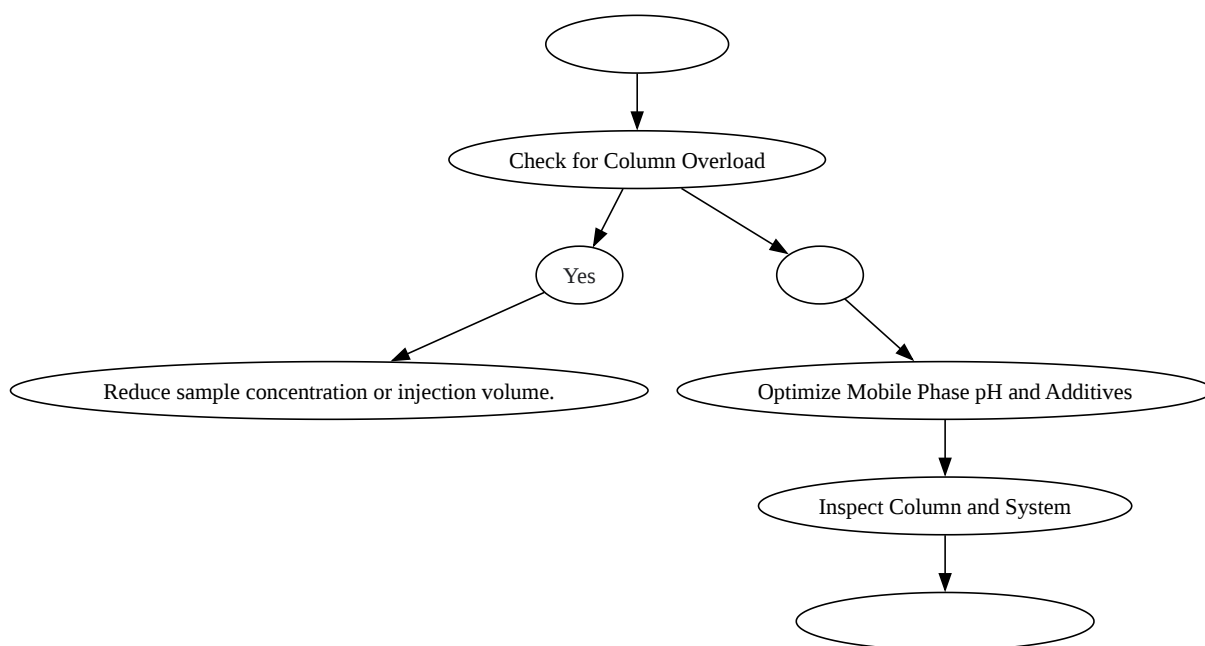 Check for Column Overload
Yes
Reduce sample concentration or injection volume.
Optimize Mobile Phase pH and Additives
Inspect Column and System